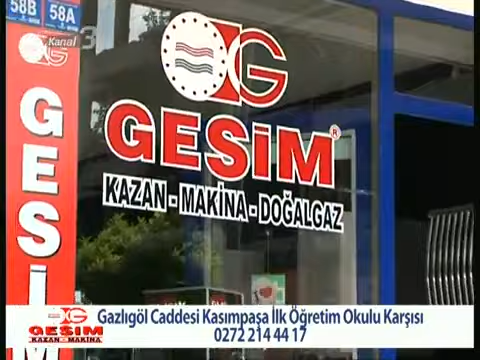 58B 58A
Kanal 3
GESİM
GESİM®
KAZAN - MAKİNA - DOĞALGAZ
GESİM
KAZAN - MAKİNA
Gazlıgöl Caddesi Kasımpaşa İlk Öğretim Okulu Karşısı
0272 214 44 17